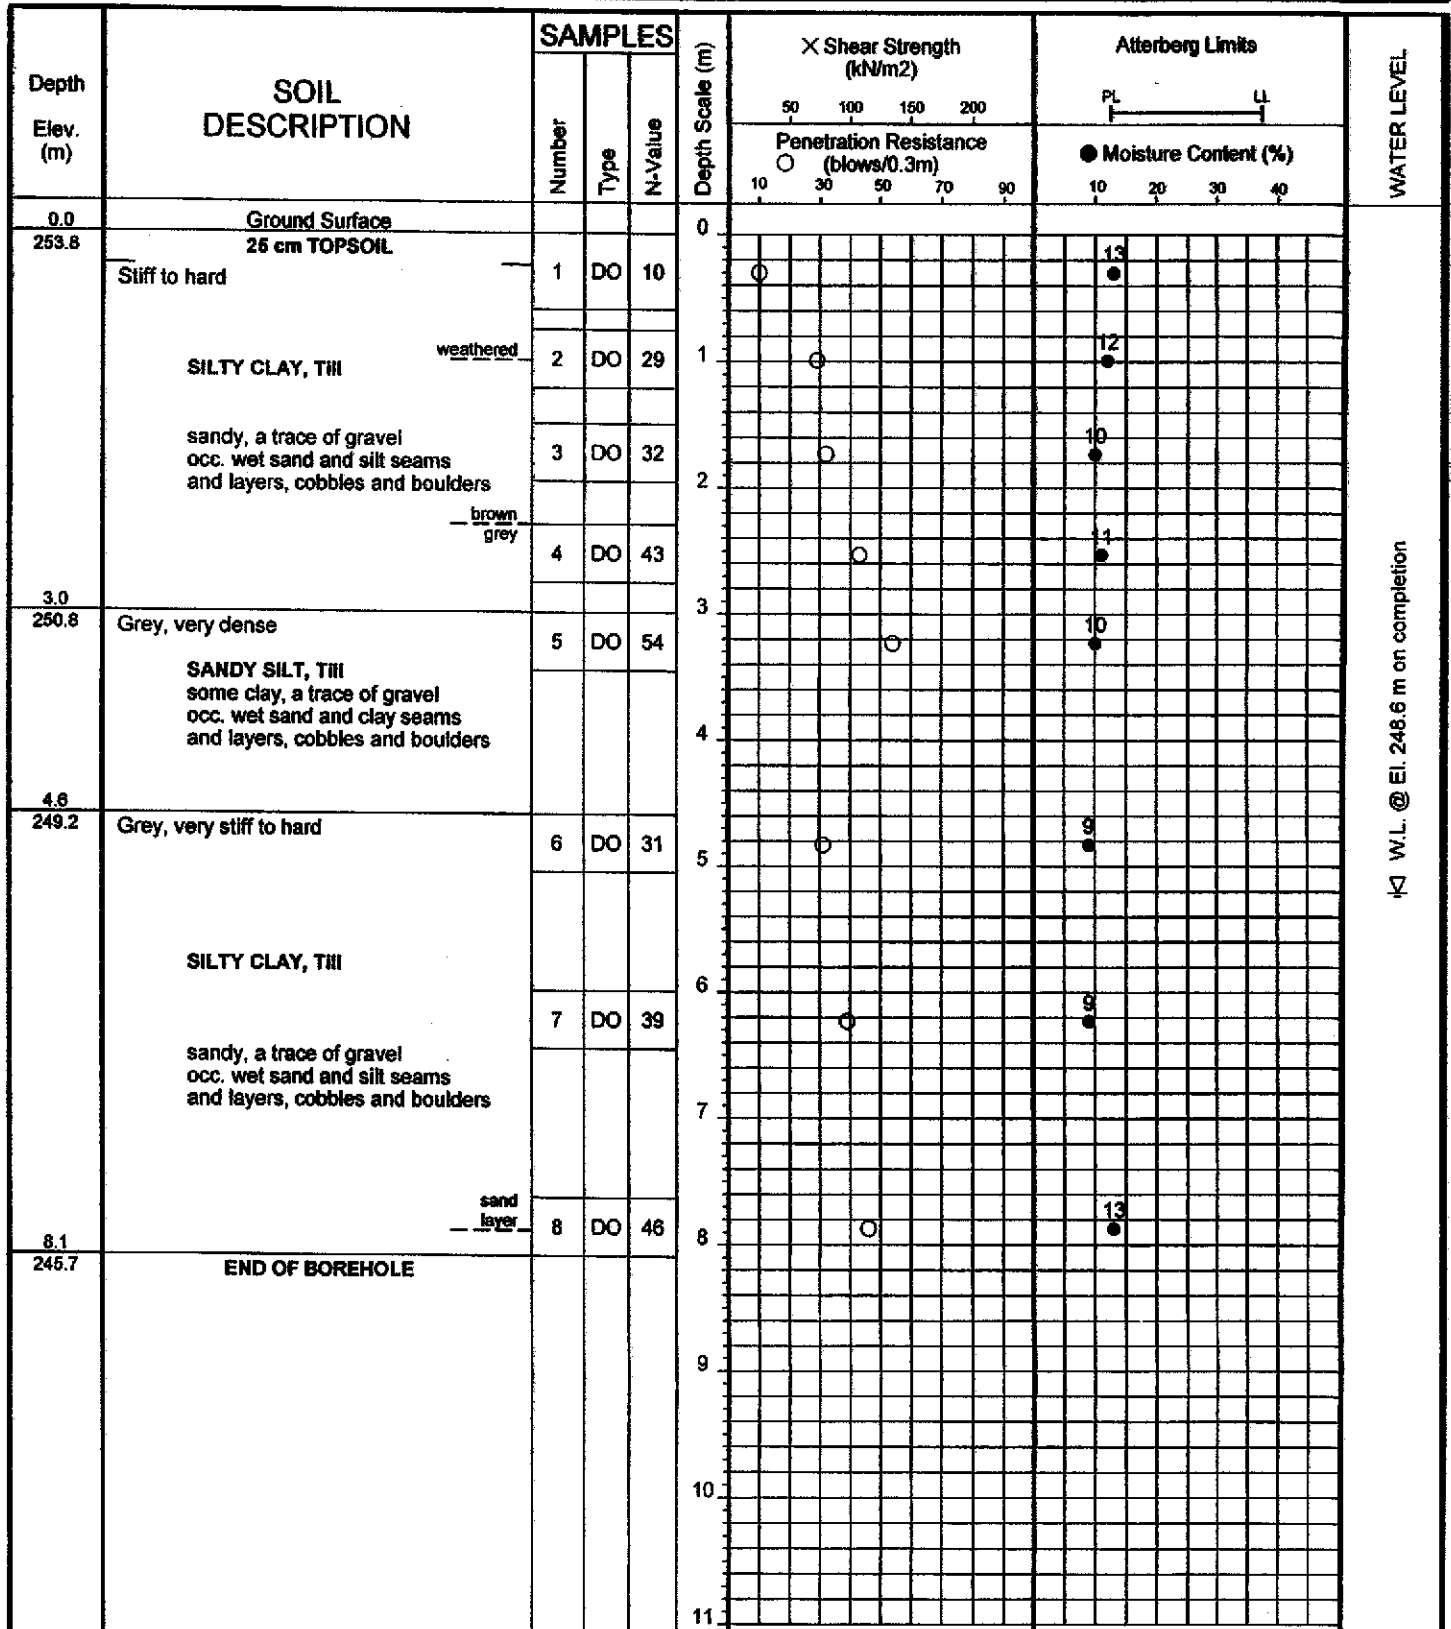 SAMPLES
Depth
Elev.
(m)
SOIL
DESCRIPTION
Number
Type
N-Value
Depth Scale (m)
× Shear Strength
(kN/m2)
50 100 150 200
Penetration Resistance
(blows/0.3m)
10 30 50 70 90
Atterberg Limits
PL LL
Moisture Content (%)
10 20 30 40
WATER LEVEL
0.0 Ground Surface
253.8 25 cm TOPSOIL
0
Stiff to hard
1 DO 10
13
SILTY CLAY, Till
weathered
2 DO 29
1
12
sandy, a trace of gravel
occ. wet sand and silt seams
and layers, cobbles and boulders
3 DO 32
10
2
brown
grey
4 DO 43
11
3.0
250.8
3
Grey, very dense
5 DO 54
10
SANDY SILT, Till
some clay, a trace of gravel
occ. wet sand and clay seams
and layers, cobbles and boulders
4
4.6
249.2
Grey, very stiff to hard
6 DO 31
9
5
W.L. @ El. 248.6 m on completion
SILTY CLAY, Till
6
7 DO 39
9
sandy, a trace of gravel
occ. wet sand and silt seams
and layers, cobbles and boulders
7
sand
layer
8 DO 46
13
8
8.1
245.7
END OF BOREHOLE
9
10
11